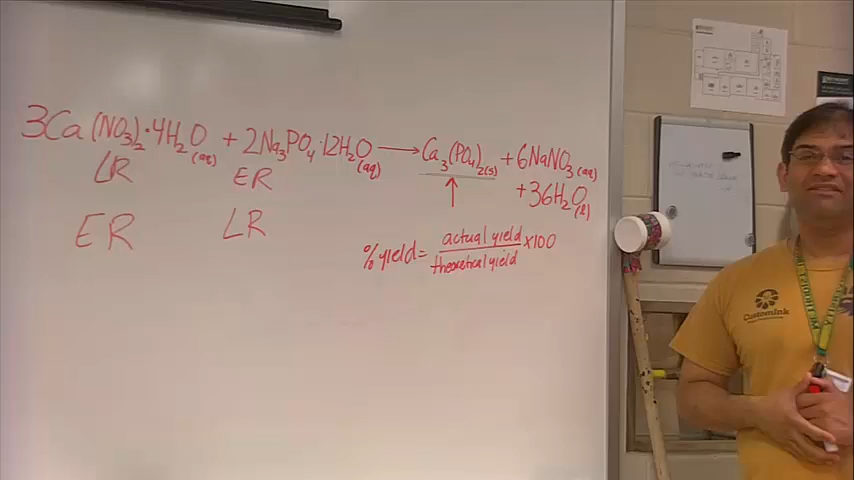 3Ca(NO₃)₂·4H₂O(aq) + 2Na₃PO₄·12H₂O(aq) → Ca₃(PO₄)₂(s) + 6NaNO₃(aq)
+36H₂O(l)
LR ER
ER LR
% yield = actual yield / theoretical yield × 100
Customink